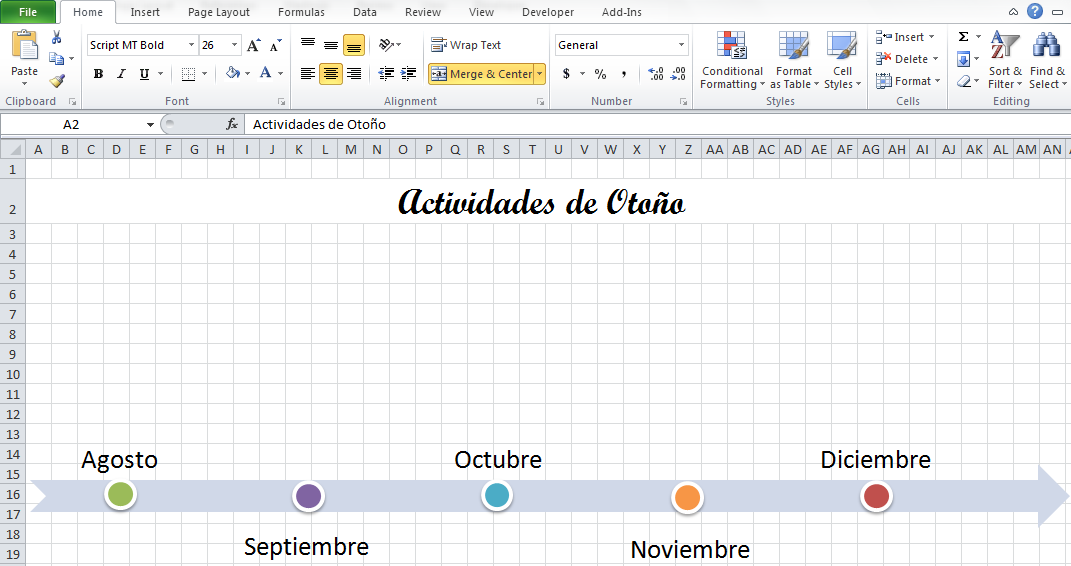 File Home Insert Page Layout Formulas Data Review View Developer Add-Ins
Paste Script MT Bold 26 A A Wrap Text General Conditional Formatting Format as Table Cell Styles Insert Σ Sort & Filter Find & Select
B I U A Merge & Center $ % , .00 .0 Delete Format
Clipboard Font Alignment Number Styles Cells Editing
A2 fx Actividades de Otoño
A B C D E F G H I J K L M N O P Q R S T U V W X Y Z AA AB AC AD AE AF AG AH AI AJ AK AL AM AN
1
2 Actividades de Otoño
3
4
5
6
7
8
9
10
11
12
13
14 Agosto Octubre Diciembre
15
16
17
18 Septiembre Noviembre
19